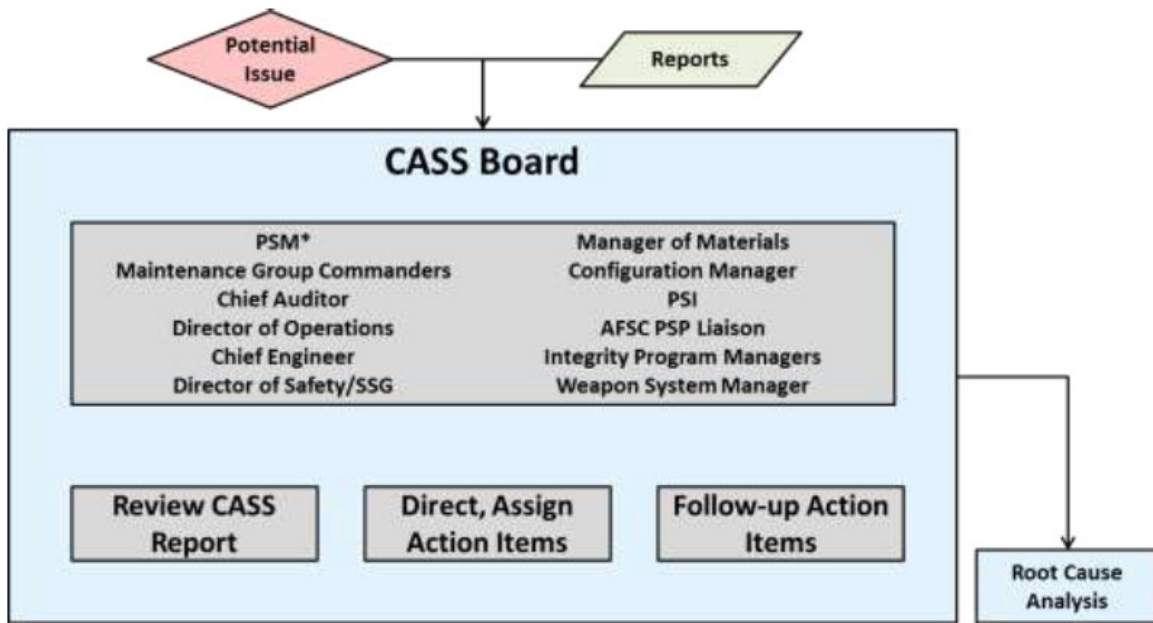 Potential
Issue
Reports
CASS Board
PSM*
Maintenance Group Commanders
Chief Auditor
Director of Operations
Chief Engineer
Director of Safety/SSG
Manager of Materials
Configuration Manager
PSI
AFSC PSP Liaison
Integrity Program Managers
Weapon System Manager
Review CASS
Report
Direct, Assign
Action Items
Follow-up Action
Items
Root Cause
Analysis